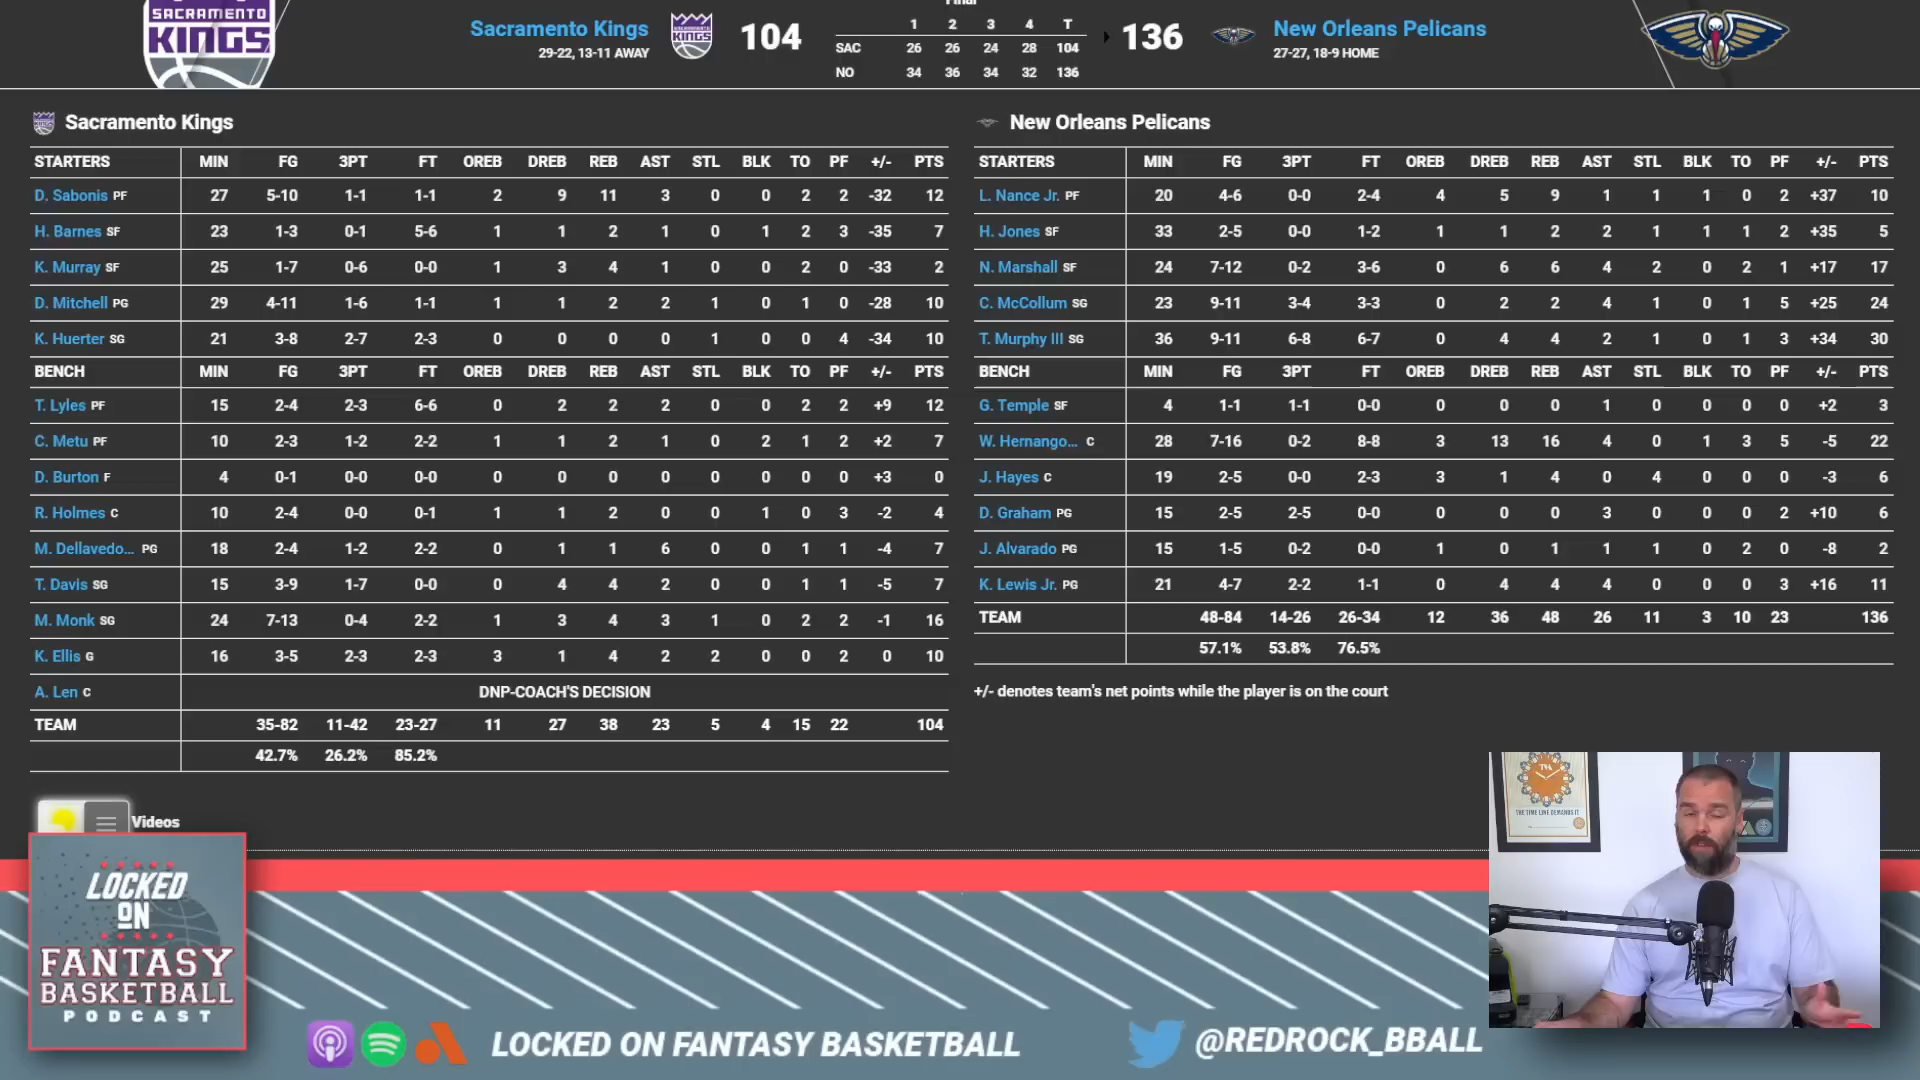 SACRAMENTO
KINGS
Sacramento Kings
29-22, 13-11 AWAY
104
Final
1 2 3 4 T
SAC 26 26 24 28 104
NO 34 36 34 32 136
136
New Orleans Pelicans
27-27, 18-9 HOME
Sacramento Kings
STARTERS MIN FG 3PT FT OREB DREB REB AST STL BLK TO PF +/- PTS
D. Sabonis PF 27 5-10 1-1 1-1 2 9 11 3 0 0 2 2 -32 12
H. Barnes SF 23 1-3 0-1 5-6 1 1 2 1 0 1 2 3 -35 7
K. Murray SF 25 1-7 0-6 0-0 1 3 4 1 0 0 2 0 -33 2
D. Mitchell PG 29 4-11 1-6 1-1 1 1 2 2 1 0 1 0 -28 10
K. Huerter SG 21 3-8 2-7 2-3 0 0 0 0 1 0 0 4 -34 10
BENCH MIN FG 3PT FT OREB DREB REB AST STL BLK TO PF +/- PTS
T. Lyles PF 15 2-4 2-3 6-6 0 2 2 2 0 0 2 2 +9 12
C. Metu PF 10 2-3 1-2 2-2 1 1 2 1 0 2 1 2 +2 7
D. Burton F 4 0-1 0-0 0-0 0 0 0 0 0 0 0 0 +3 0
R. Holmes C 10 2-4 0-0 0-1 1 1 2 0 0 1 0 3 -2 4
M. Dellavedo... PG 18 2-4 1-2 2-2 0 1 1 6 0 0 1 1 -4 7
T. Davis SG 15 3-9 1-7 0-0 0 4 4 2 0 0 1 1 -5 7
M. Monk SG 24 7-13 0-4 2-2 1 3 4 3 1 0 2 2 -1 16
K. Ellis G 16 3-5 2-3 2-3 3 1 4 2 2 0 0 2 0 10
A. Len C DNP-COACH'S DECISION
TEAM 35-82 11-42 23-27 11 27 38 23 5 4 15 22 104
42.7% 26.2% 85.2%
New Orleans Pelicans
STARTERS MIN FG 3PT FT OREB DREB REB AST STL BLK TO PF +/- PTS
L. Nance Jr. PF 20 4-6 0-0 2-4 4 5 9 1 1 1 0 2 +37 10
H. Jones SF 33 2-5 0-0 1-2 1 1 2 2 1 1 1 2 +35 5
N. Marshall SF 24 7-12 0-2 3-6 0 6 6 4 2 0 2 1 +17 17
C. McCollum SG 23 9-11 3-4 3-3 0 2 2 4 1 0 1 5 +25 24
T. Murphy III SG 36 9-11 6-8 6-7 0 4 4 2 1 0 1 3 +34 30
BENCH MIN FG 3PT FT OREB DREB REB AST STL BLK TO PF +/- PTS
G. Temple SF 4 1-1 1-1 0-0 0 0 0 1 0 0 0 0 +2 3
W. Hernango... C 28 7-16 0-2 8-8 3 13 16 4 0 1 3 5 -5 22
J. Hayes C 19 2-5 0-0 2-3 3 1 4 0 4 0 0 0 -3 6
D. Graham PG 15 2-5 2-5 0-0 0 0 0 3 0 0 0 2 +10 6
J. Alvarado PG 15 1-5 0-2 0-0 1 0 1 1 1 0 2 0 -8 2
K. Lewis Jr. PG 21 4-7 2-2 1-1 0 4 4 4 0 0 0 3 +16 11
TEAM 48-84 14-26 26-34 12 36 48 26 11 3 10 23 136
57.1% 53.8% 76.5%
+/- denotes team's net points while the player is on the court
Videos
TVA
THE TIME LINE DEMANDS IT
LOCKED
ON
FANTASY
BASKETBALL
PODCAST
LOCKED ON FANTASY BASKETBALL
@REDROCK_BBALL